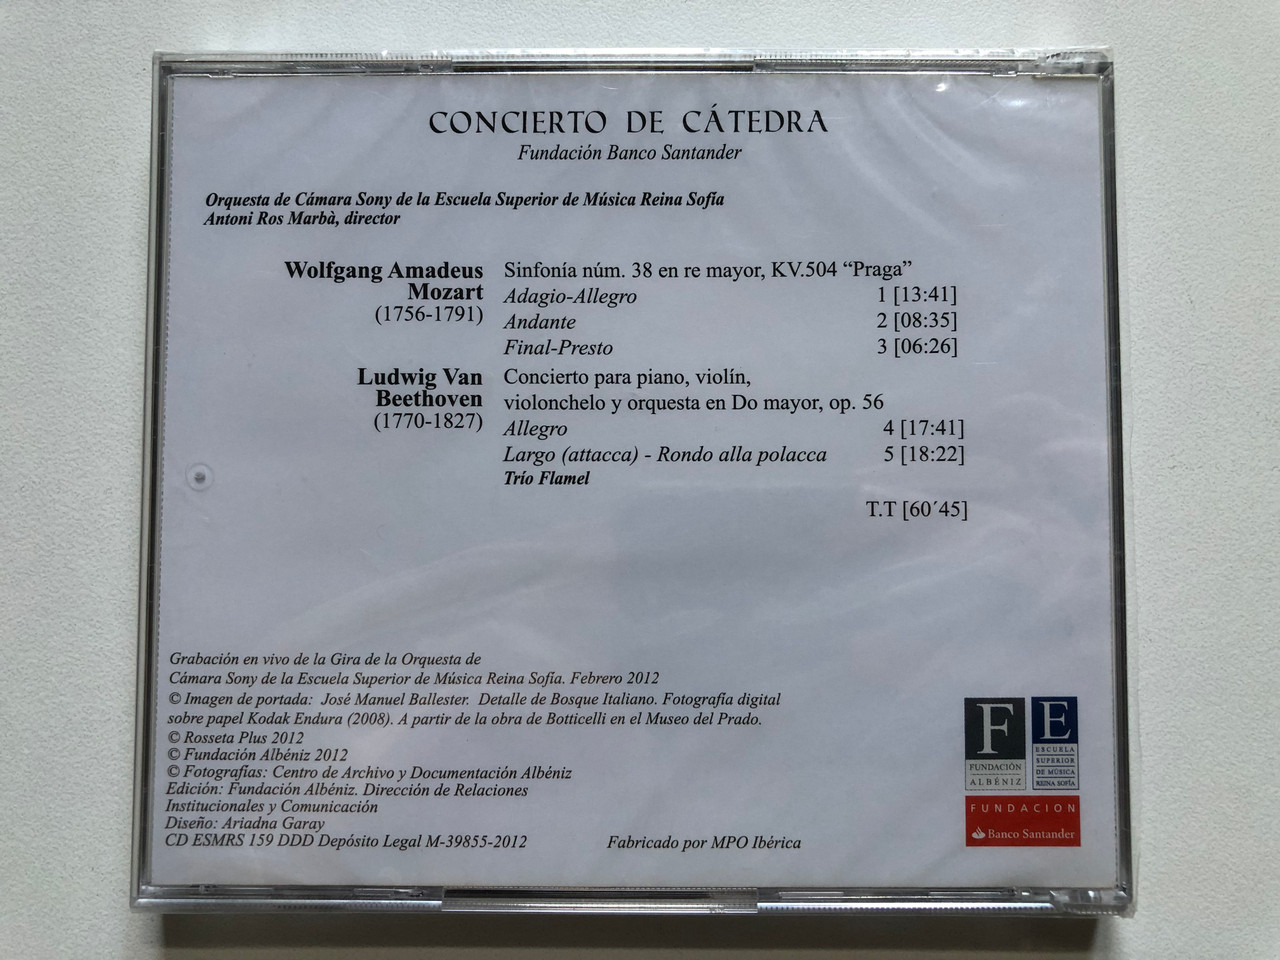 CONCIERTO DE CÁTEDRA
Fundación Banco Santander
Orquesta de Cámara Sony de la Escuela Superior de Música Reina Sofía
Antoni Ros Marbà, director
Wolfgang Amadeus Mozart (1756-1791)
Sinfonía núm. 38 en re mayor, KV.504 “Praga”
Adagio-Allegro 1 [13:41]
Andante 2 [08:35]
Final-Presto 3 [06:26]
Ludwig Van Beethoven (1770-1827)
Concierto para piano, violín,
violonchelo y orquesta en Do mayor, op. 56
Allegro 4 [17:41]
Largo (attacca) - Rondo alla polacca 5 [18:22]
Trío Flamel
T.T [60´45]
Grabación en vivo de la Gira de la Orquesta de
Cámara Sony de la Escuela Superior de Música Reina Sofía. Febrero 2012
© Imagen de portada: José Manuel Ballester. Detalle de Bosque Italiano. Fotografía digital
sobre papel Kodak Endura (2008). A partir de la obra de Botticelli en el Museo del Prado.
© Rosseta Plus 2012
© Fundación Albéniz 2012
© Fotografías: Centro de Archivo y Documentación Albéniz
Edición: Fundación Albéniz. Dirección de Relaciones
Institucionales y Comunicación
Diseño: Ariadna Garay
CD ESMRS 159 DDD Depósito Legal M-39855-2012 Fabricado por MPO Ibérica
F
FUNDACIÓN
ALBÉNIZ
E
ESCUELA
SUPERIOR
DE MÚSICA
REINA SOFÍA
FUNDACION
Banco Santander